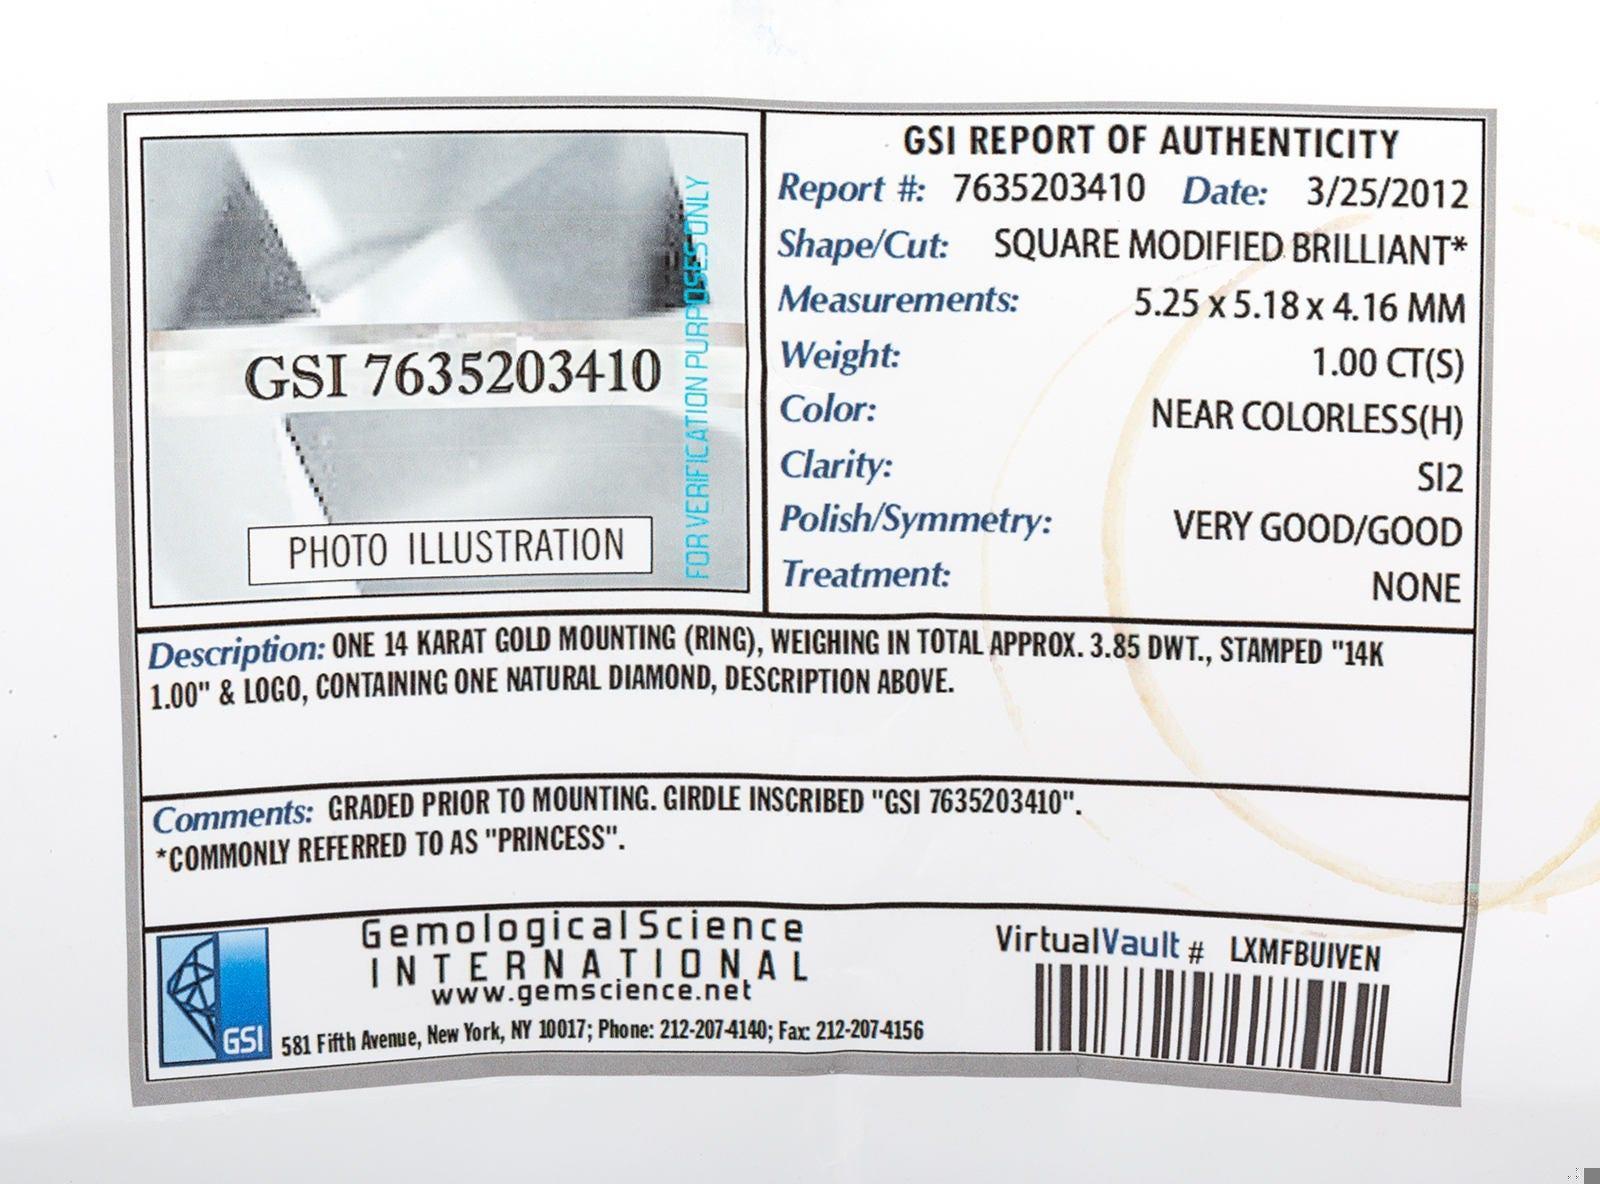 GSI 7635203410
PHOTO ILLUSTRATION
FOR VERIFICATION PURPOSES ONLY
GSI REPORT OF AUTHENTICITY
Report #: 7635203410 Date: 3/25/2012
Shape/Cut: SQUARE MODIFIED BRILLIANT*
Measurements: 5.25 x 5.18 x 4.16 MM
Weight: 1.00 CT(S)
Color: NEAR COLORLESS(H)
Clarity: SI2
Polish/Symmetry: VERY GOOD/GOOD
Treatment: NONE
Description: ONE 14 KARAT GOLD MOUNTING (RING), WEIGHING IN TOTAL APPROX. 3.85 DWT., STAMPED "14K
1.00" & LOGO, CONTAINING ONE NATURAL DIAMOND, DESCRIPTION ABOVE.
Comments: GRADED PRIOR TO MOUNTING. GIRDLE INSCRIBED "GSI 7635203410".
*COMMONLY REFERRED TO AS "PRINCESS".
GSI
Gemological Science
INTERNATIONAL
www.gemscience.net
581 Fifth Avenue, New York, NY 10017; Phone: 212-207-4140; Fax: 212-207-4156
VirtualVault # LXMFBUIVEN